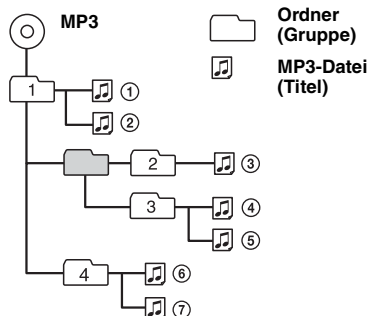 MP3
Ordner
(Gruppe)
MP3-Datei
(Titel)
1
①
②
2
③
3
④
⑤
4
⑥
⑦